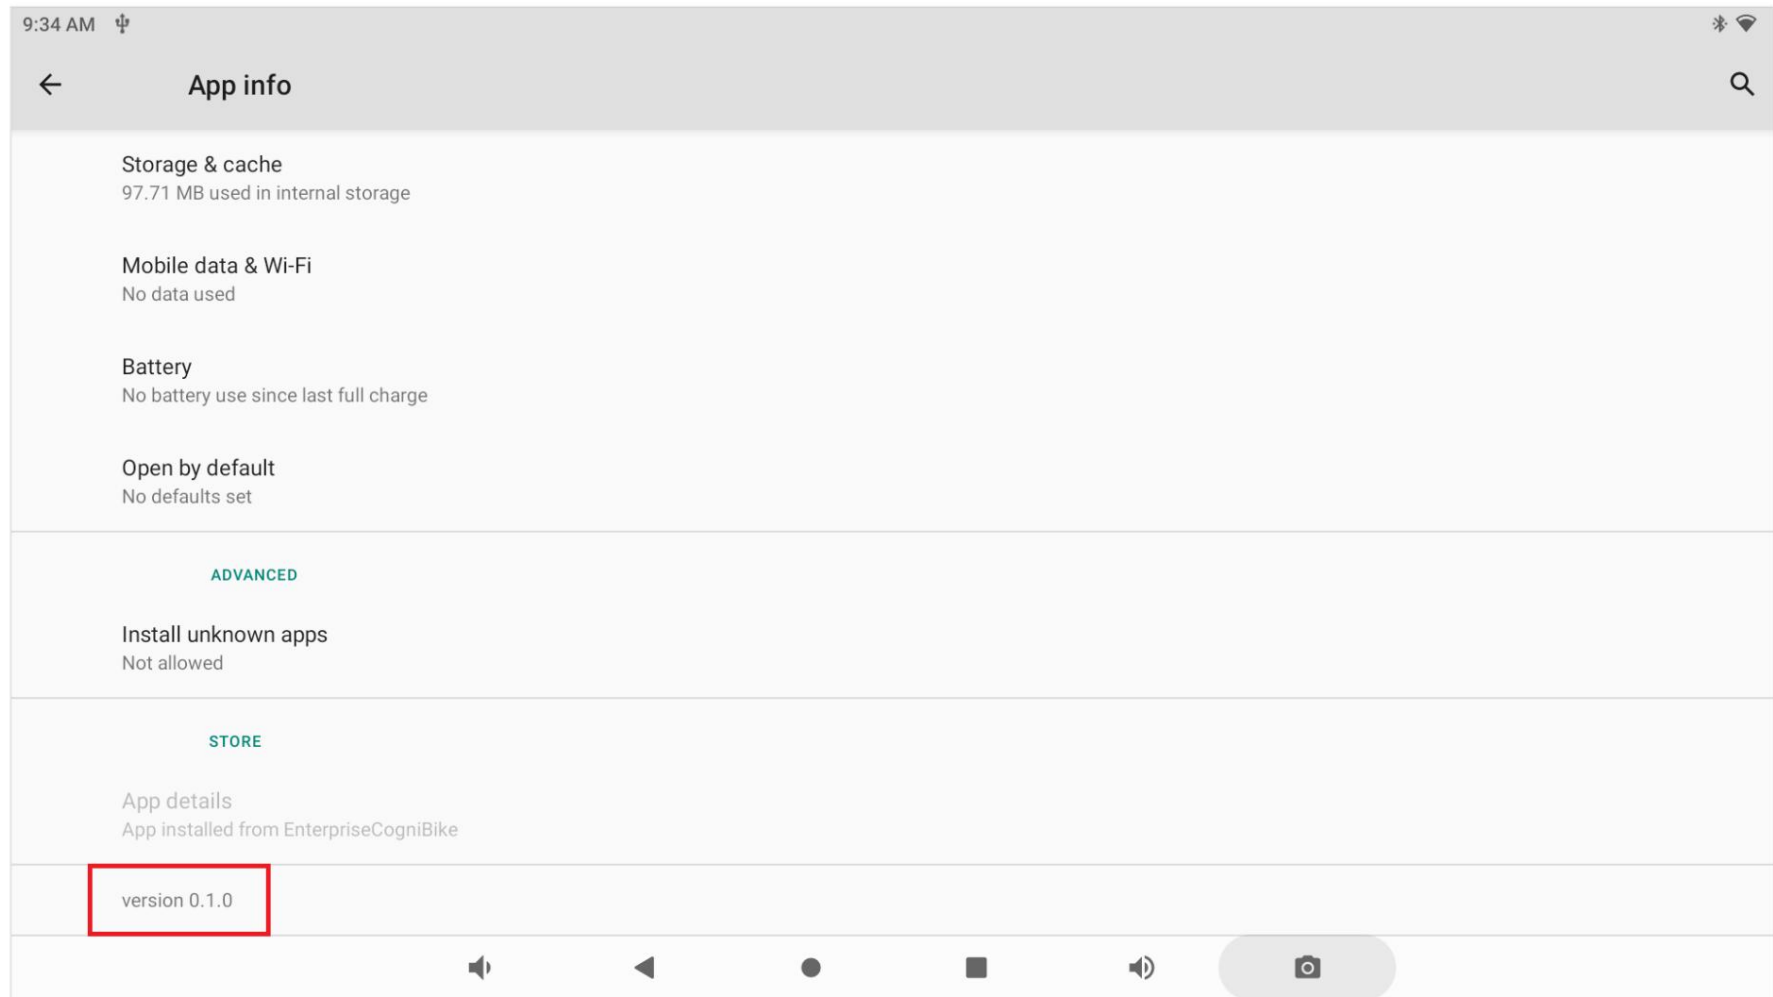 9:34 AM
App info
Storage & cache
97.71 MB used in internal storage
Mobile data & Wi-Fi
No data used
Battery
No battery use since last full charge
Open by default
No defaults set
ADVANCED
Install unknown apps
Not allowed
STORE
App details
App installed from EnterpriseCogniBike
version 0.1.0